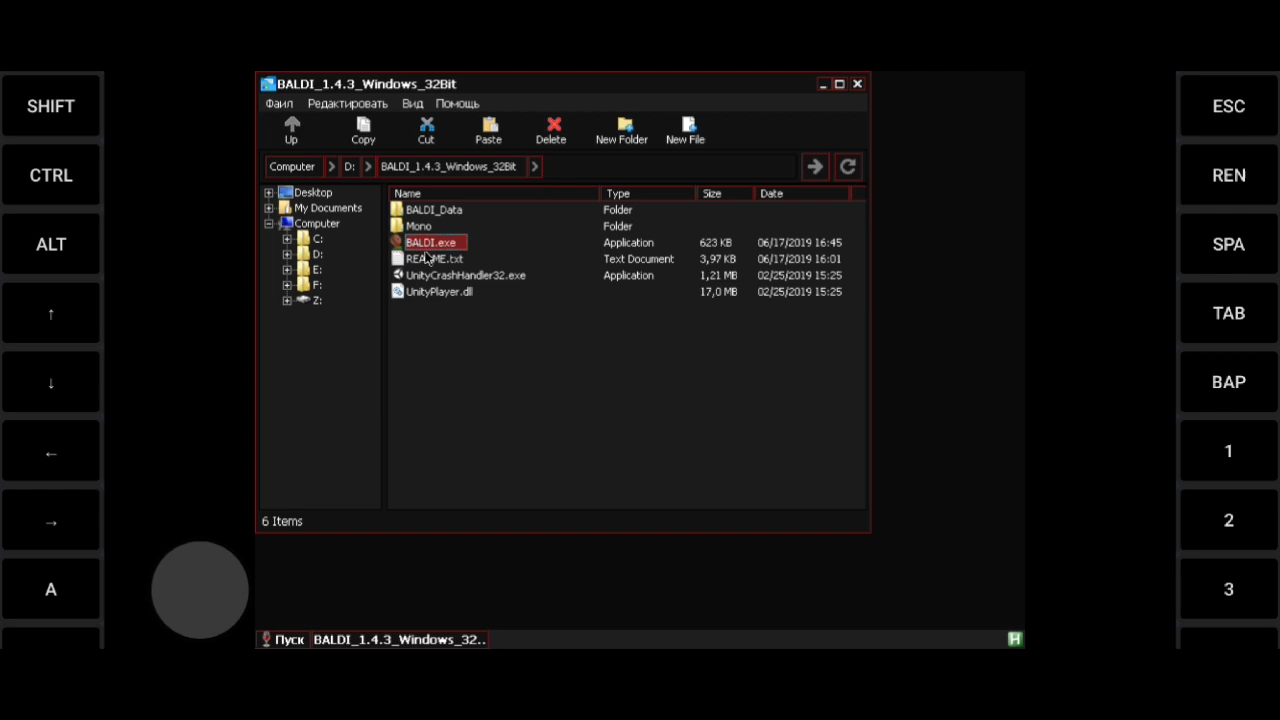 SHIFT
CTRL
ALT
↑
↓
←
→
A
BALDI_1.4.3_Windows_32Bit
Фаил Редактировать Вид Помощь
Up Copy Cut Paste Delete New Folder New File
Computer D: BALDI_1.4.3_Windows_32Bit
Desktop
My Documents
Computer
C:
D:
E:
F:
Z:
Name Type Size Date
BALDI_Data Folder
Mono Folder
BALDI.exe Application 623 KB 06/17/2019 16:45
README.txt Text Document 3,97 KB 06/17/2019 16:01
UnityCrashHandler32.exe Application 1,21 MB 02/25/2019 15:25
UnityPlayer.dll 17,0 MB 02/25/2019 15:25
6 Items
Пуск BALDI_1.4.3_Windows_32..
H
ESC
REN
SPA
TAB
BAP
1
2
3